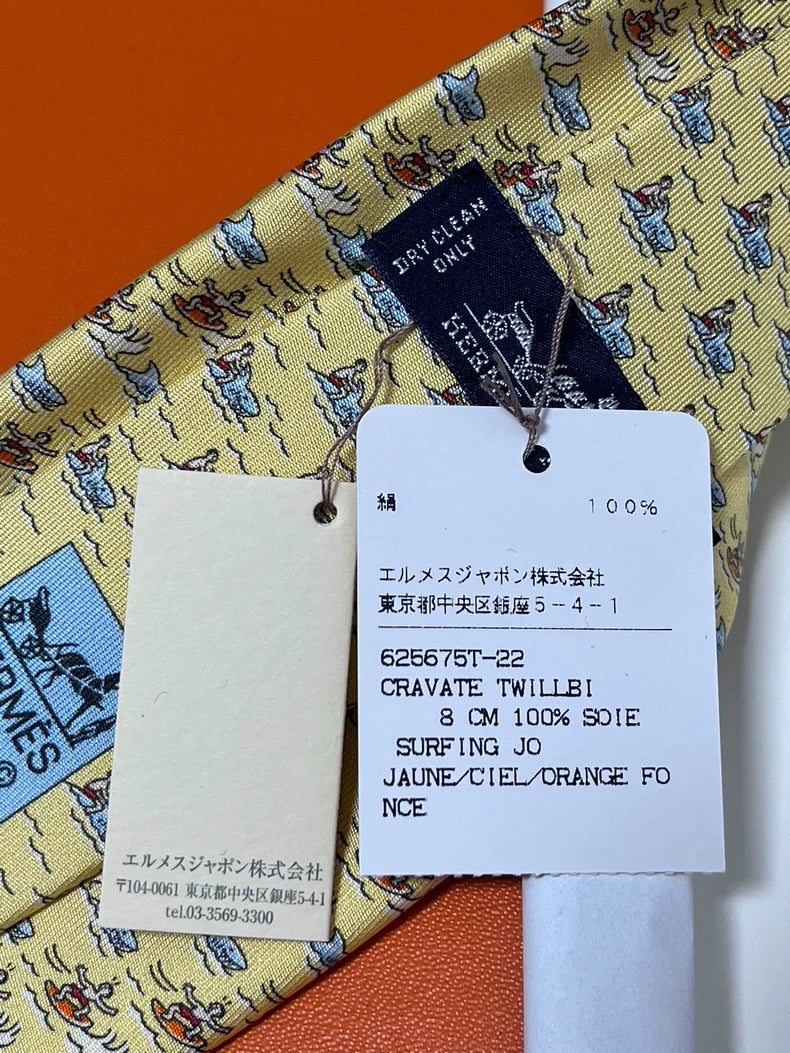 DRY CLEAN
ONLY
絹 100%
エルメスジャポン株式会社
東京都中央区銀座5-4-1
625675T-22
CRAVATE TWILLBI
8 CM 100% SOIE
SURFING JO
JAUNE/CIEL/ORANGE FO
NCE
エルメスジャポン株式会社
〒104-0061 東京都中央区銀座5-4-1
tel.03-3569-3300
©